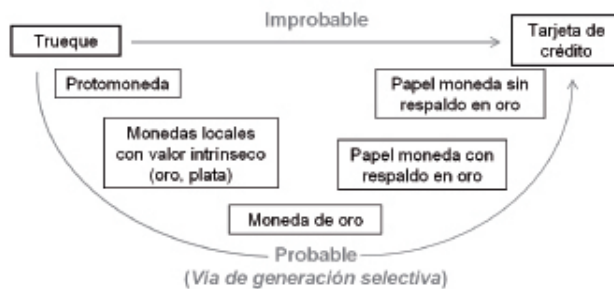 Improbable
Trueque
Tarjeta de
crédito
Protomoneda
Papel moneda sin
respaldo en oro
Monedas locales
con valor intrinseco
(oro, plata)
Papel moneda con
respaldo en oro
Moneda de oro
Probable
(Vía de generación selectiva)